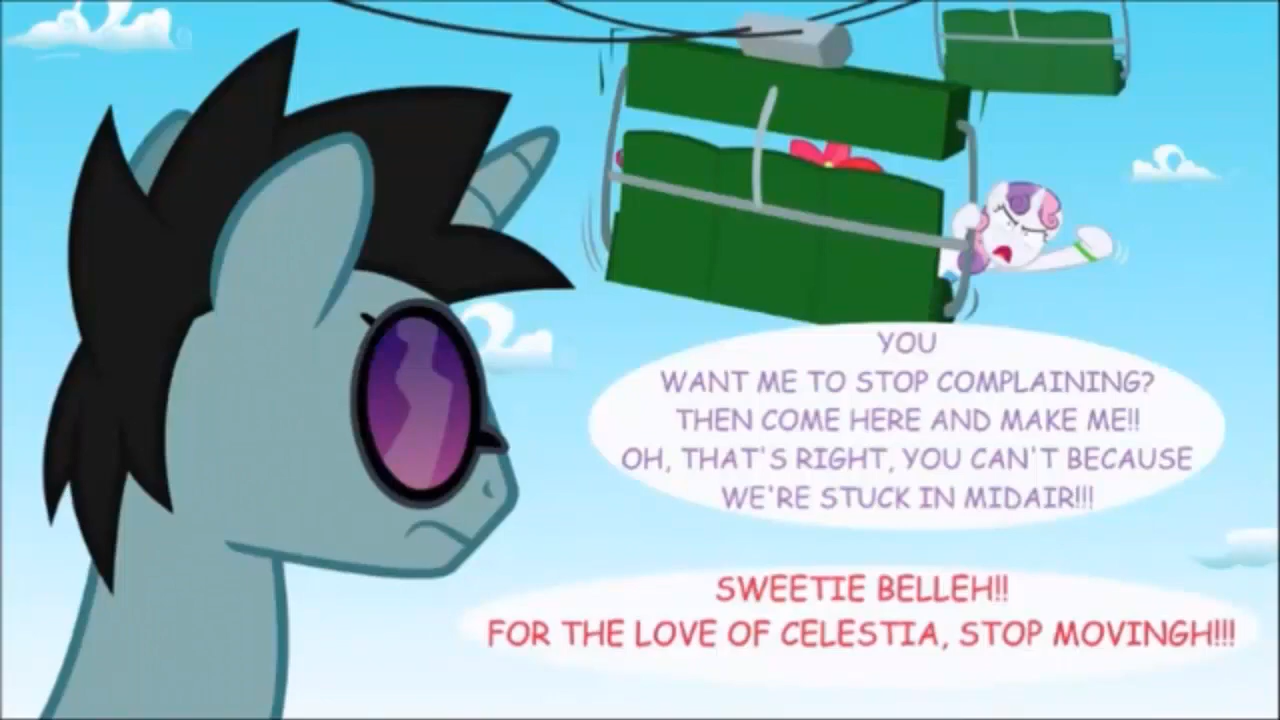 YOU
WANT ME TO STOP COMPLAINING?
THEN COME HERE AND MAKE ME!!
OH, THAT'S RIGHT, YOU CAN'T BECAUSE
WE'RE STUCK IN MIDAIR!!!
SWEETIE BELLEH!!
FOR THE LOVE OF CELESTIA, STOP MOVINGH!!!